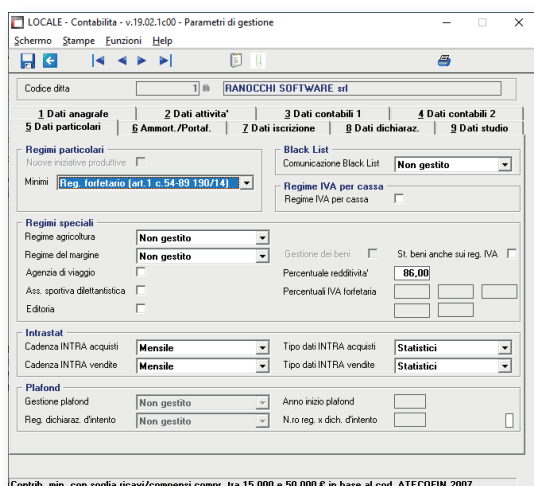 LOCALE - Contabilita - v.19.02.1c00 - Parametri di gestione
Schermo Stampe Funzioni Help
Codice ditta 1 RANOCCHI SOFTWARE srl
1 Dati anagrafe 2 Dati attivita' 3 Dati contabili 1 4 Dati contabili 2
5 Dati particolari 6 Ammort./Portaf. 7 Dati iscrizione 8 Dati dichiaraz. 9 Dati studio
Regimi particolari
Nuove iniziative produttive
Minimi Reg. forfetario (art.1 c.54-89 190/14)
Black List
Comunicazione Black List Non gestito
Regime IVA per cassa
Regime IVA per cassa
Regimi speciali
Regime agricoltura Non gestito
Regime del margine Non gestito Gestione dei beni St. beni anche sui reg. IVA
Agenzia di viaggio Percentuale redditivita' 86,00
Ass. sportiva dilettantistica Percentuali IVA forfetaria
Editoria
Intrastat
Cadenza INTRA acquisti Mensile Tipo dati INTRA acquisti Statistici
Cadenza INTRA vendite Mensile Tipo dati INTRA vendite Statistici
Plafond
Gestione plafond Non gestito Anno inizio plafond
Reg. dichiaraz. d'intento Non gestito N.ro reg. x dich. d'intento
Contrib. min. con soglia ricavi/compensi compr. tra 15.000 e 50.000 € in base al cod. ATECOFIN 2007